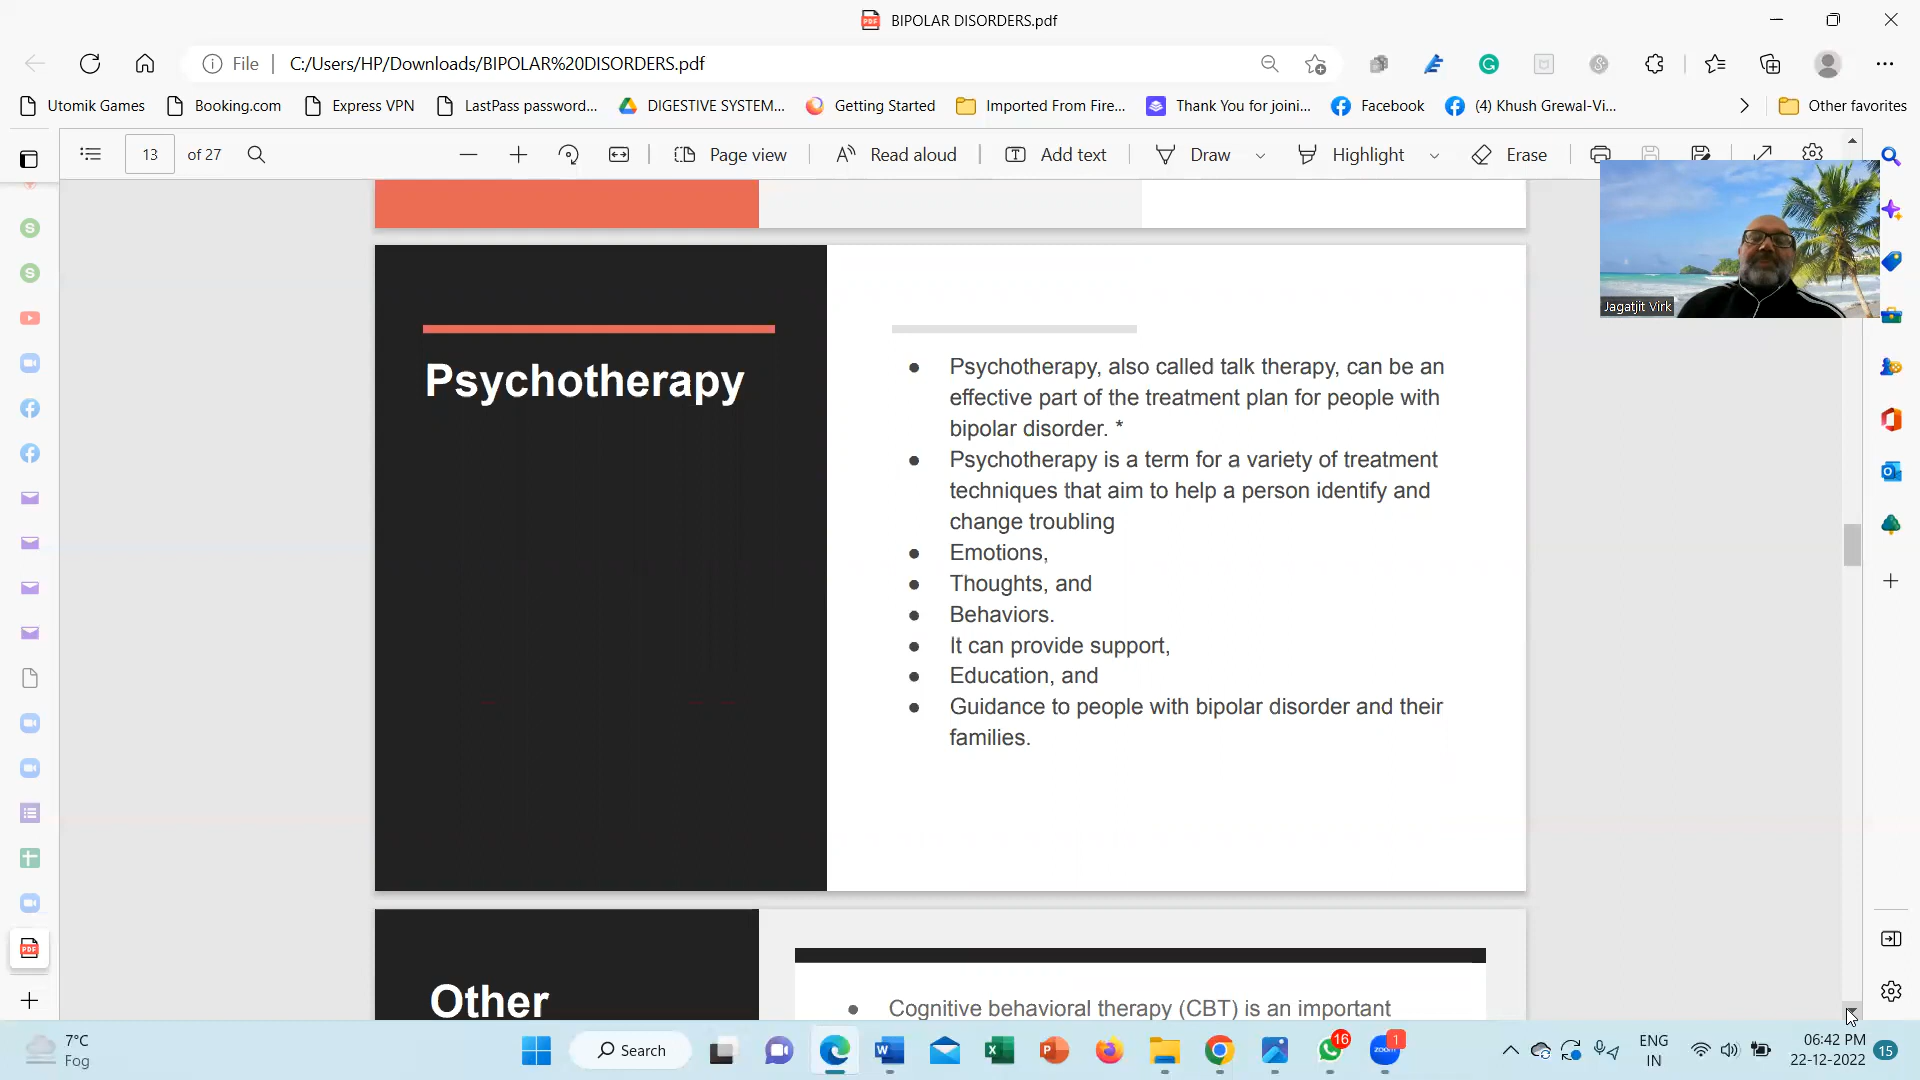 BIPOLAR DISORDERS.pdf
File
C:/Users/HP/Downloads/BIPOLAR%20DISORDERS.pdf
Utomik Games
Booking.com
Express VPN
LastPass password...
DIGESTIVE SYSTEM...
Getting Started
Imported From Fire...
Thank You for joini...
Facebook
(4) Khush Grewal-Vi...
Other favorites
13
of 27
Page view
Read aloud
Add text
Draw
Highlight
Erase
Jagatjit Virk
Psychotherapy
● Psychotherapy, also called talk therapy, can be an
effective part of the treatment plan for people with
bipolar disorder. *
● Psychotherapy is a term for a variety of treatment
techniques that aim to help a person identify and
change troubling
● Emotions,
● Thoughts, and
● Behaviors.
● It can provide support,
● Education, and
● Guidance to people with bipolar disorder and their
families.
Other
● Cognitive behavioral therapy (CBT) is an important
7°C
Fog
Search
16
zoom
1
ENG
IN
06:42 PM
22-12-2022
15